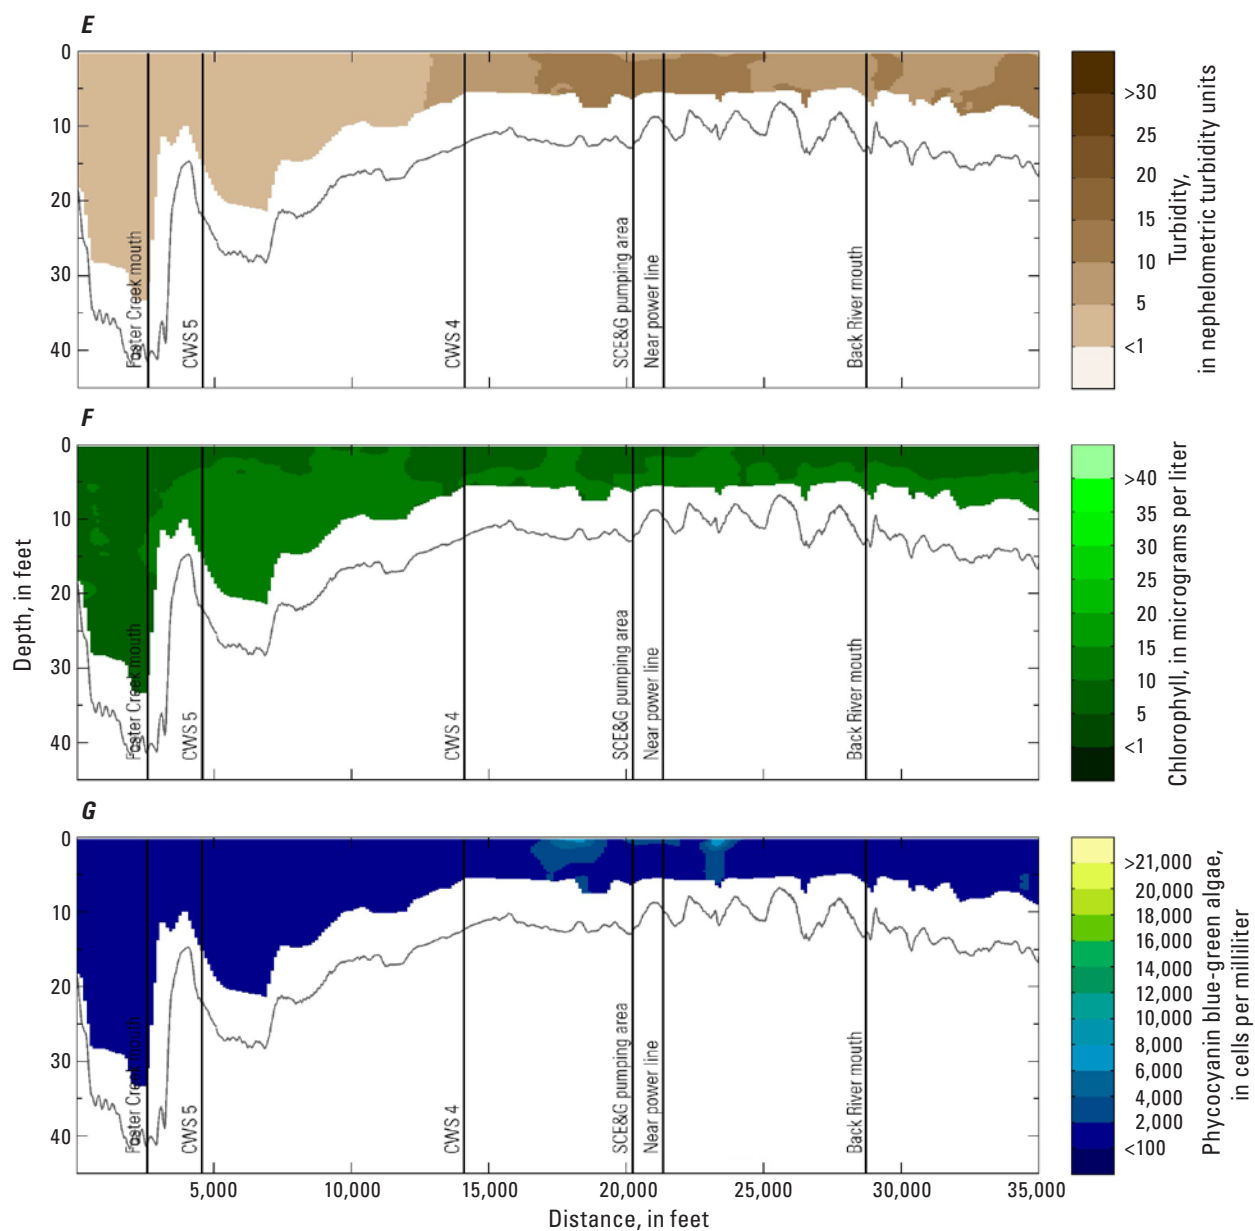 E
0
10
20
30
40
Foster Creek mouth
CWS 5
CWS 4
SCE&G pumping area
Near power line
Back River mouth
>30
25
20
15
10
5
<1
Turbidity,
in nephelometric turbidity units
F
0
10
20
30
40
Depth, in feet
Foster Creek mouth
CWS 5
CWS 4
SCE&G pumping area
Near power line
Back River mouth
>40
35
30
25
20
15
10
5
<1
Chlorophyll, in micrograms per liter
G
0
10
20
30
40
Foster Creek mouth
CWS 5
CWS 4
SCE&G pumping area
Near power line
Back River mouth
>21,000
20,000
18,000
16,000
14,000
12,000
10,000
8,000
6,000
4,000
2,000
<100
Phycocyanin blue-green algae,
in cells per milliliter
5,000 10,000 15,000 20,000 25,000 30,000 35,000
Distance, in feet